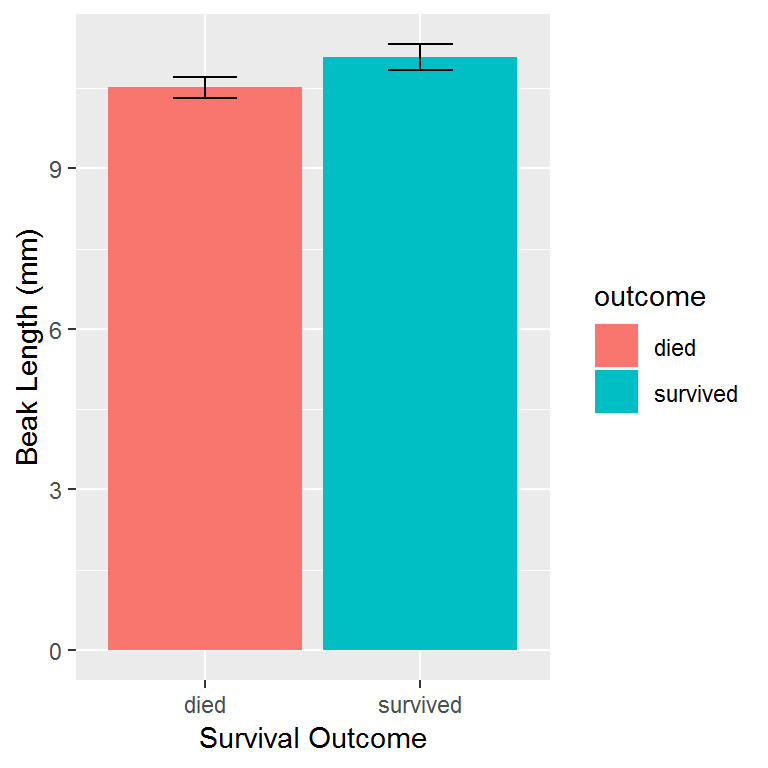 Beak Length (mm)
9
6
3
0
died
survived
Survival Outcome
outcome
died
survived